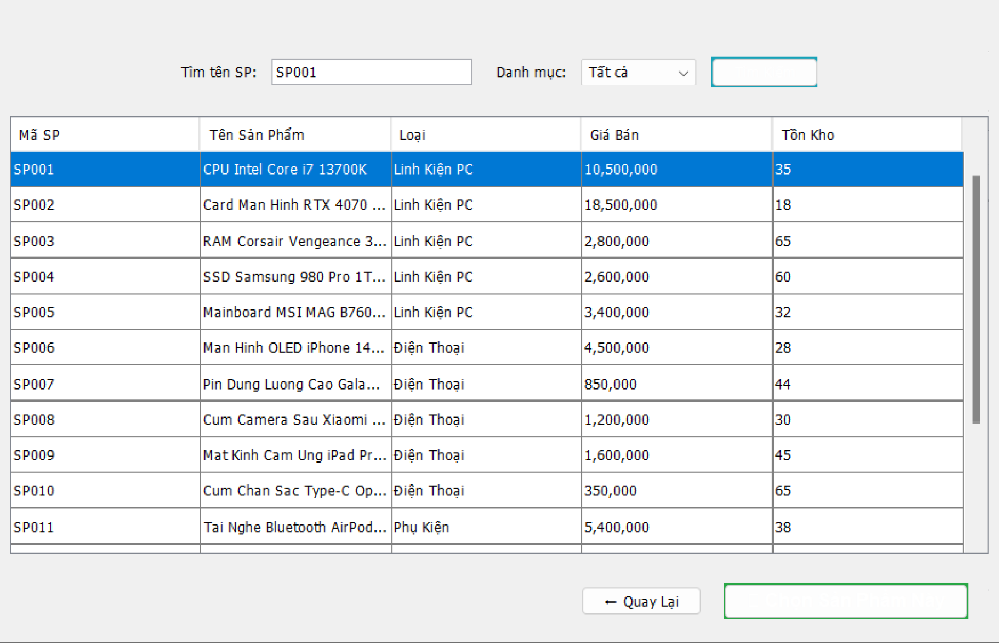 Tìm tên SP: SP001 Danh mục: Tất cả
Mã SP Tên Sản Phẩm Loại Giá Bán Tồn Kho
SP001 CPU Intel Core i7 13700K Linh Kiện PC 10,500,000 35
SP002 Card Man Hinh RTX 4070 ... Linh Kiện PC 18,500,000 18
SP003 RAM Corsair Vengeance 3... Linh Kiện PC 2,800,000 65
SP004 SSD Samsung 980 Pro 1T... Linh Kiện PC 2,600,000 60
SP005 Mainboard MSI MAG B760... Linh Kiện PC 3,400,000 32
SP006 Man Hinh OLED iPhone 14... Điện Thoại 4,500,000 28
SP007 Pin Dung Luong Cao Gala... Điện Thoại 850,000 44
SP008 Cum Camera Sau Xiaomi ... Điện Thoại 1,200,000 30
SP009 Mat Kinh Cam Ung iPad Pr... Điện Thoại 1,600,000 45
SP010 Cum Chan Sac Type-C Op... Điện Thoại 350,000 65
SP011 Tai Nghe Bluetooth AirPod... Phụ Kiện 5,400,000 38
← Quay Lại